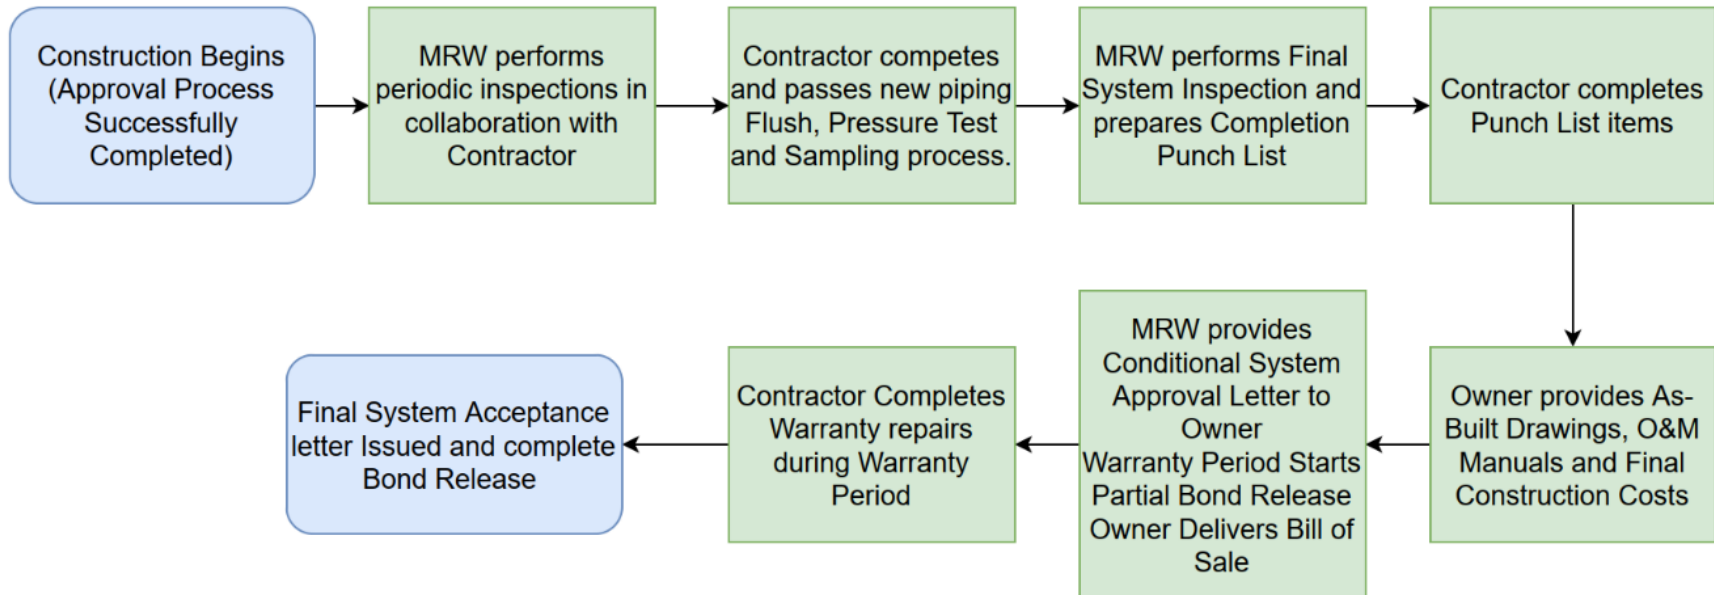 Construction Begins
(Approval Process
Successfully
Completed)
MRW performs
periodic inspections in
collaboration with
Contractor
Contractor competes
and passes new piping
Flush, Pressure Test
and Sampling process.
MRW performs Final
System Inspection and
prepares Completion
Punch List
Contractor completes
Punch List items
Owner provides As-
Built Drawings, O&M
Manuals and Final
Construction Costs
MRW provides
Conditional System
Approval Letter to
Owner
Warranty Period Starts
Partial Bond Release
Owner Delivers Bill of
Sale
Contractor Completes
Warranty repairs
during Warranty
Period
Final System Acceptance
letter Issued and complete
Bond Release